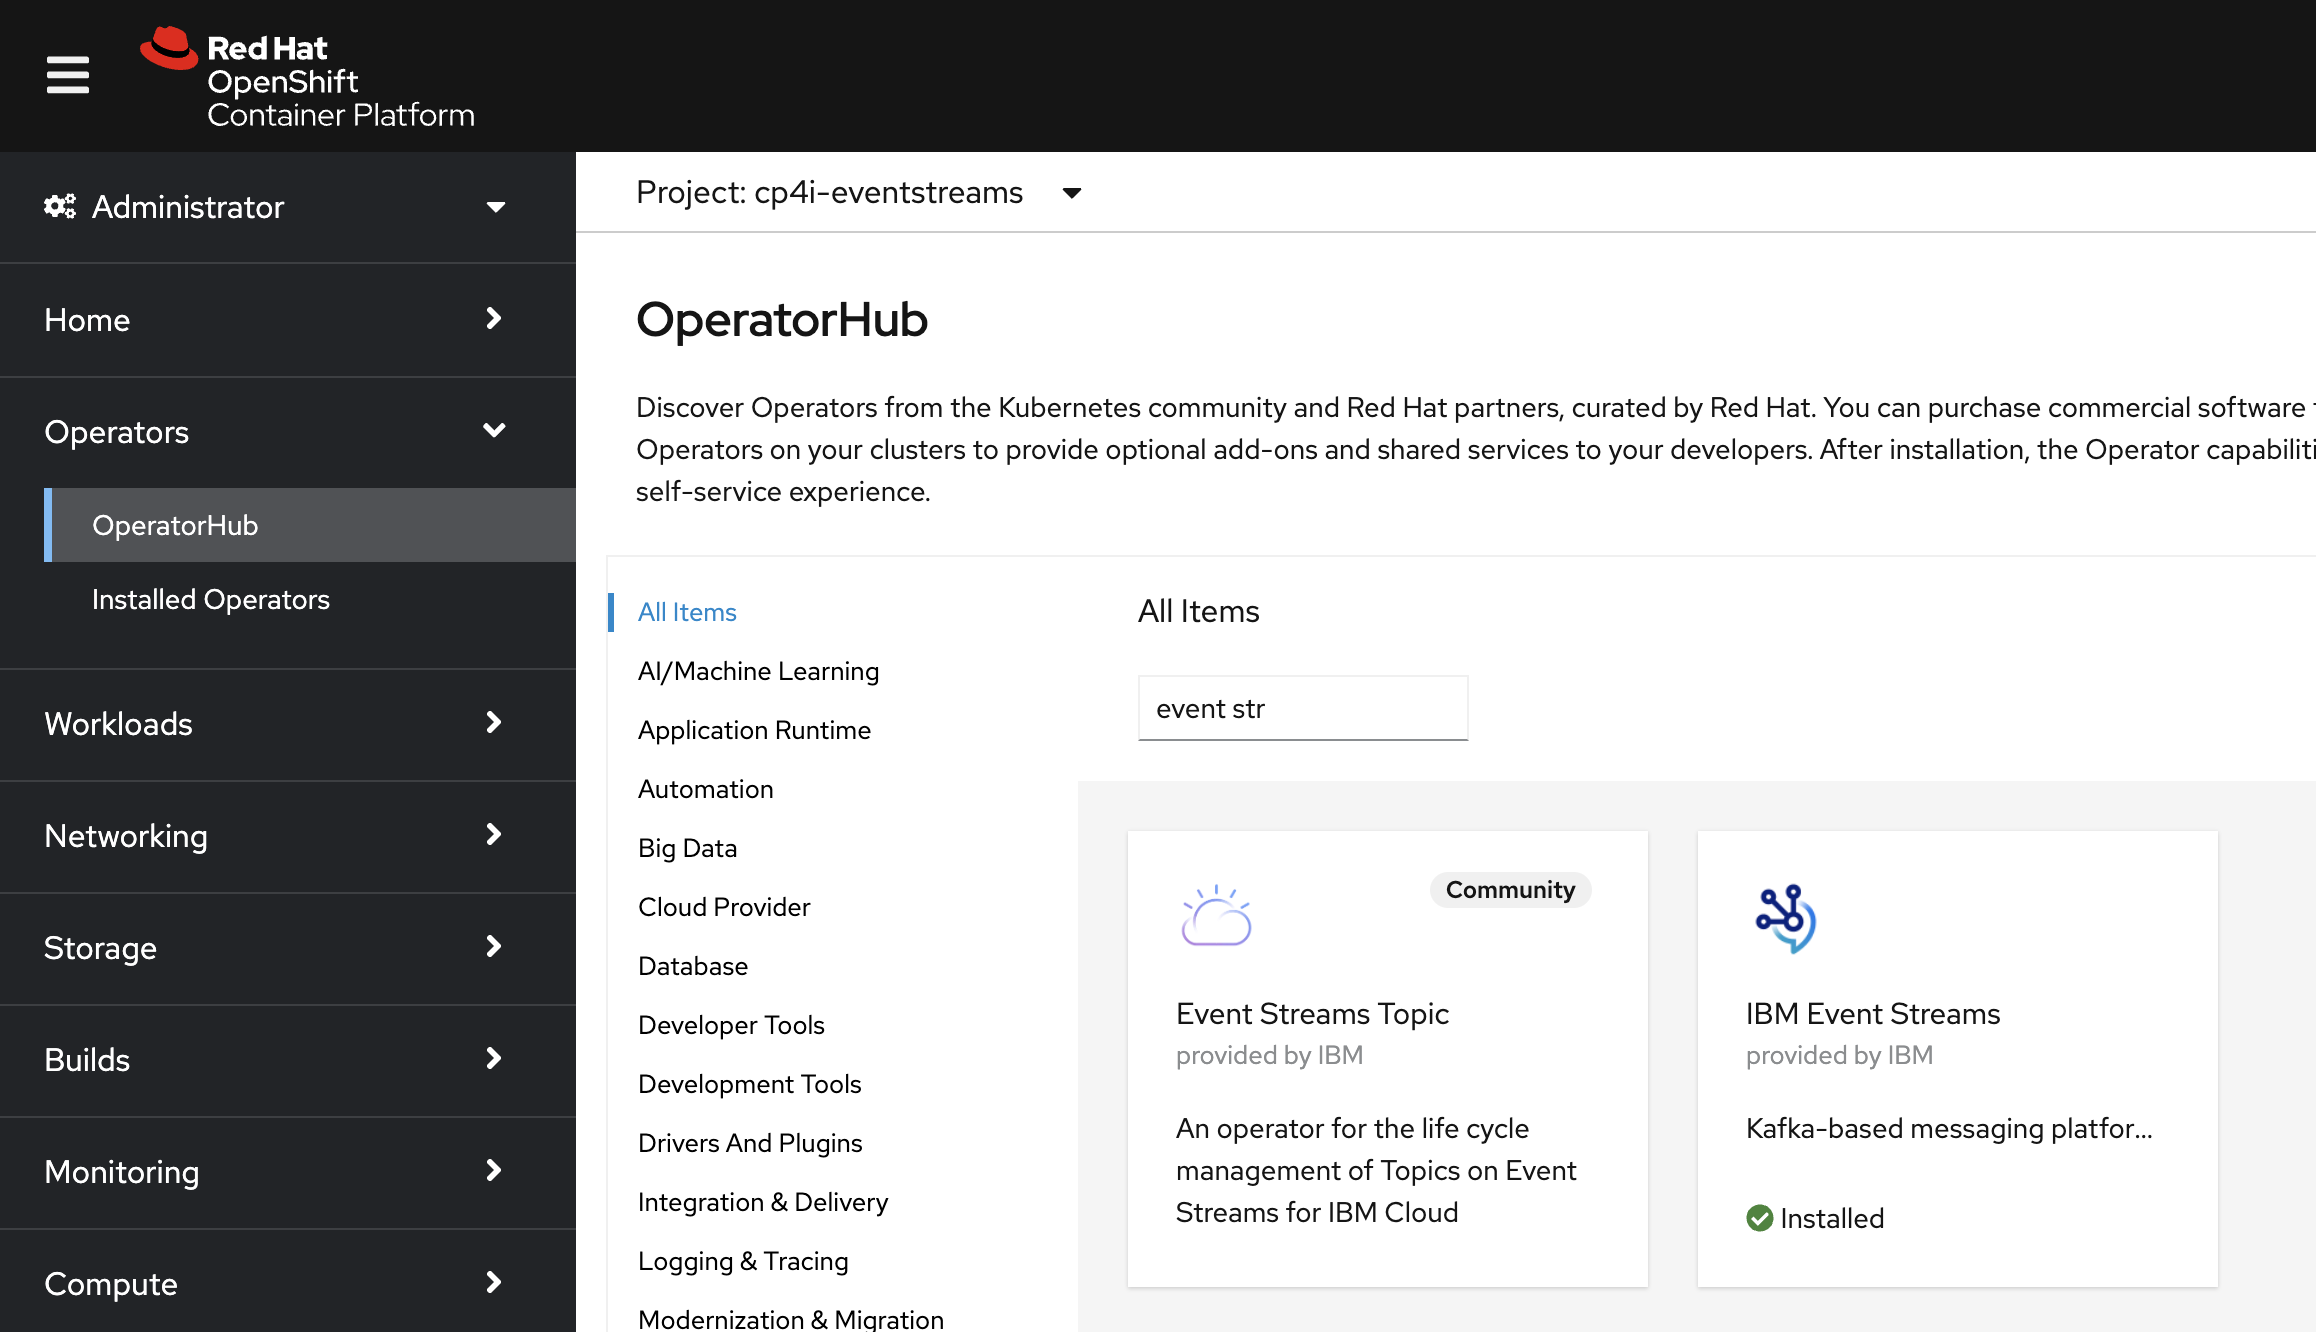 Red Hat
OpenShift
Container Platform
Administrator
Home
Operators
OperatorHub
Installed Operators
Workloads
Networking
Storage
Builds
Monitoring
Compute
Project: cp4i-eventstreams
OperatorHub
Discover Operators from the Kubernetes community and Red Hat partners, curated by Red Hat. You can purchase commercial software
Operators on your clusters to provide optional add-ons and shared services to your developers. After installation, the Operator capabiliti
self-service experience.
All Items
AI/Machine Learning
Application Runtime
Automation
Big Data
Cloud Provider
Database
Developer Tools
Development Tools
Drivers And Plugins
Integration & Delivery
Logging & Tracing
Modernization & Migration
All Items
event str
Community
Event Streams Topic
provided by IBM
An operator for the life cycle
management of Topics on Event
Streams for IBM Cloud
IBM Event Streams
provided by IBM
Kafka-based messaging platfor...
Installed